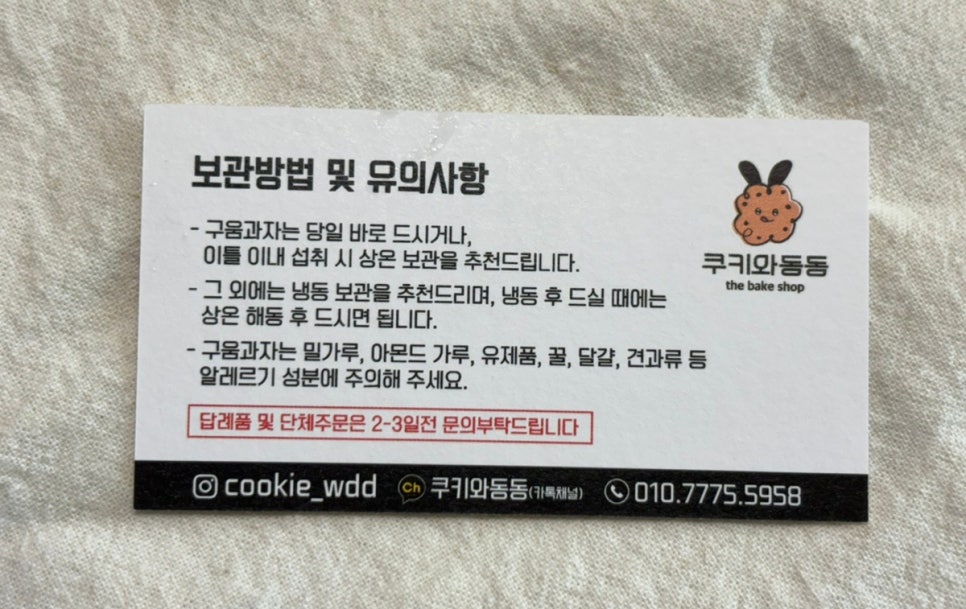 보관방법 및 유의사항
- 구움과자는 당일 바로 드시거나,
이틀 이내 섭취 시 상온 보관을 추천드립니다.
- 그 외에는 냉동 보관을 추천드리며, 냉동 후 드실 때에는
상온 해동 후 드시면 됩니다.
- 구움과자는 밀가루, 아몬드 가루, 유제품, 꿀, 달걀, 견과류 등
알레르기 성분에 주의해 주세요.
답례품 및 단체주문은 2-3일전 문의부탁드립니다
쿠키와동동
the bake shop
cookie_wdd Ch 쿠키와동동(카톡채널) 010.7775.5958